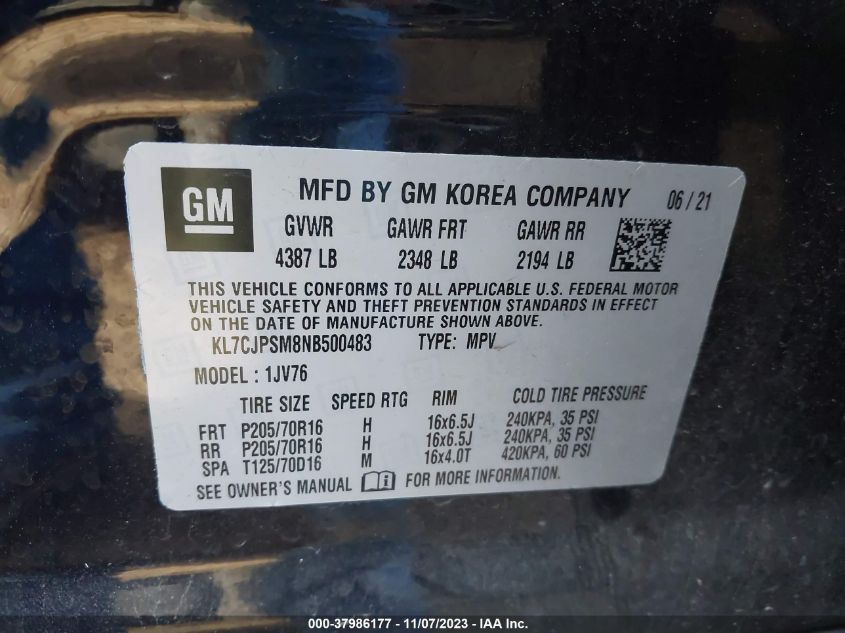 GM
MFD BY GM KOREA COMPANY 06 / 21
GVWR GAWR FRT GAWR RR
4387 LB 2348 LB 2194 LB
THIS VEHICLE CONFORMS TO ALL APPLICABLE U.S. FEDERAL MOTOR
VEHICLE SAFETY AND THEFT PREVENTION STANDARDS IN EFFECT
ON THE DATE OF MANUFACTURE SHOWN ABOVE.
KL7CJPSM8NB500483 TYPE: MPV
MODEL : 1JV76
TIRE SIZE SPEED RTG RIM COLD TIRE PRESSURE
FRT P205/70R16 H 16x6.5J 240KPA, 35 PSI
RR P205/70R16 H 16x6.5J 240KPA, 35 PSI
SPA T125/70D16 M 16x4.0T 420KPA, 60 PSI
SEE OWNER'S MANUAL FOR MORE INFORMATION.
000-37986177 - 11/07/2023 - IAA Inc.